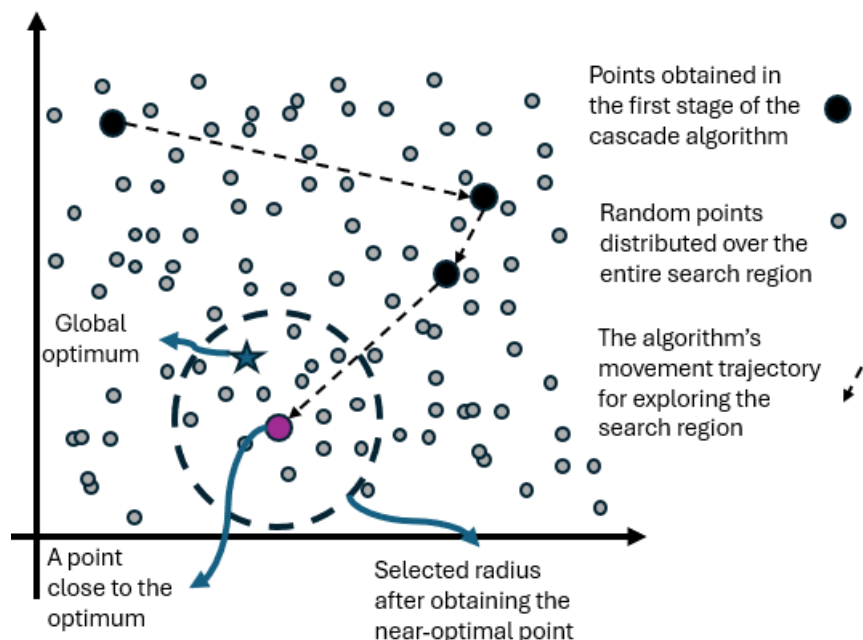 Points obtained in
the first stage of the
cascade algorithm
Random points
distributed over the
entire search region
Global
optimum
The algorithm's
movement trajectory
for exploring the
search region
A point
close to the
optimum
Selected radius
after obtaining the
near-optimal point